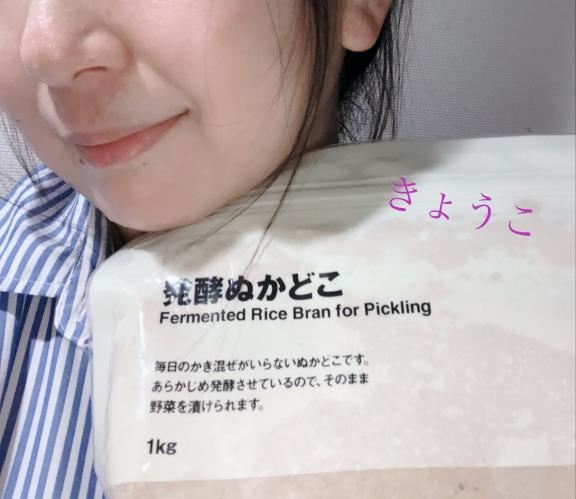 きょうこ
発酵ぬかどこ
Fermented Rice Bran for Pickling
毎日のかき混ぜがいらないぬかどこです。
あらかじめ発酵させているので、そのまま
野菜を漬けられます。
1kg